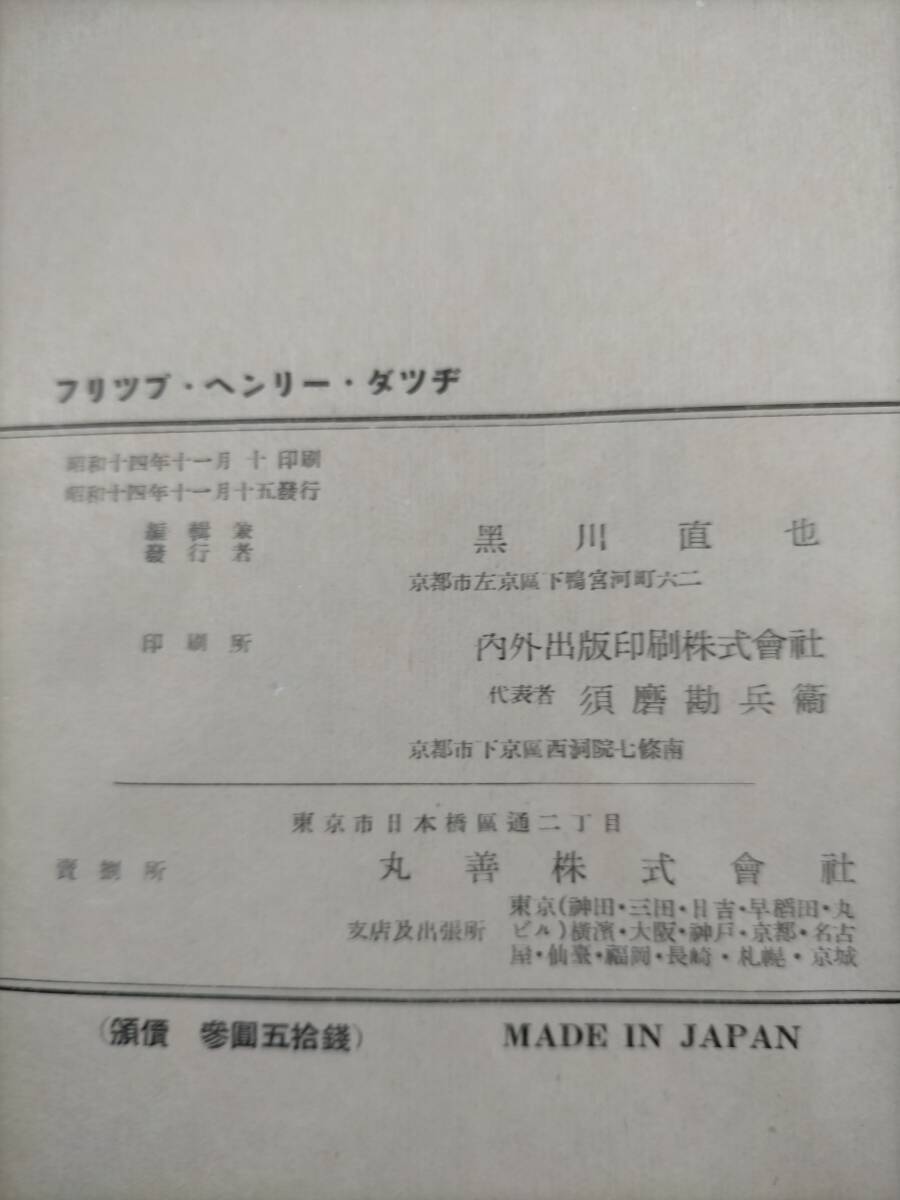 フリツプ・ヘンリー・ダツヂ
昭和十四年十一月 十 印刷
昭和十四年十一月十五發行
編輯兼
發行者
黑川直也
京都市左京區下鴨宮河町六二
印刷所
內外出版印刷株式會社
代表者 須磨勘兵衞
京都市下京區西洞院七條南
東京市日本橋區通二丁目
賣捌所
丸善株式會社
支店及出張所
東京(神田・三田・日吉・早稻田・丸
ビル)橫濱・大阪・神戶・京都・名古
屋・仙臺・福岡・長崎・札幌・京城
(頒價 參圓五拾錢)
MADE IN JAPAN